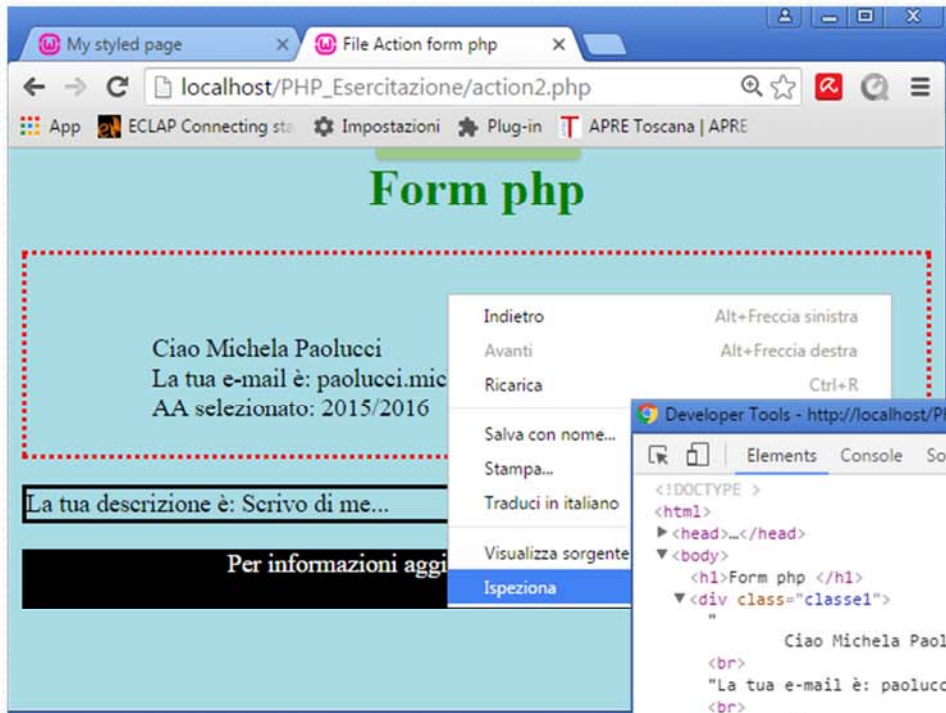 My styled page
File Action form php
localhost/PHP_Esercitazione/action2.php
App ECLAP Connecting sta Impostazioni Plug-in APRE Toscana | APRE
Form php
Ciao Michela Paolucci
La tua e-mail è: paolucci.mic
AA selezionato: 2015/2016
La tua descrizione è: Scrivo di me...
Per informazioni aggi
Indietro Alt+Freccia sinistra
Avanti Alt+Freccia destra
Ricarica Ctrl+R
Salva con nome...
Stampa...
Traduci in italiano
Visualizza sorgente
Ispeziona
Developer Tools - http://localhost/PH
Elements Console So
<!DOCTYPE >
<html>
<head>…</head>
<body>
<h1>Form php </h1>
<div class="classe1">
"
Ciao Michela Paol
<br>
"La tua e-mail è: paolucc
<br>